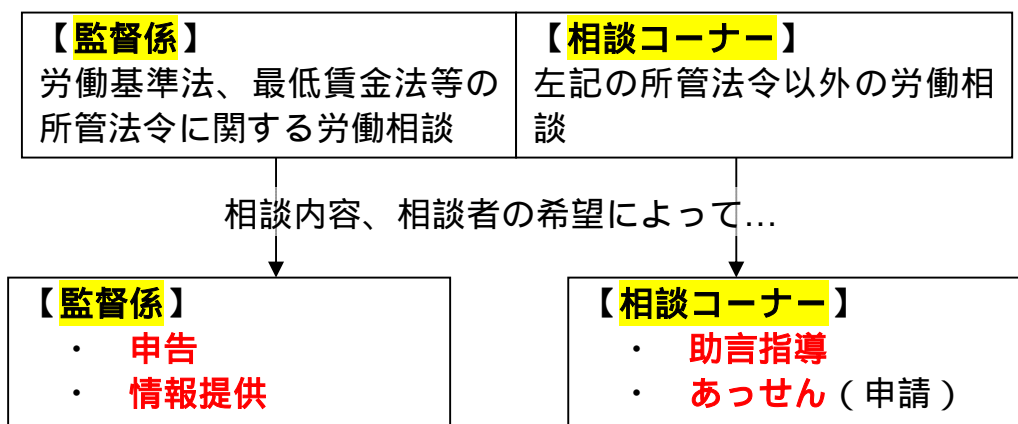 【監督係】
労働基準法、最低賃金法等の
所管法令に関する労働相談
【相談コーナー】
左記の所管法令以外の労働相
談
相談内容、相談者の希望によって…
【監督係】
・ 申告
・ 情報提供
【相談コーナー】
・ 助言指導
・ あっせん（申請）